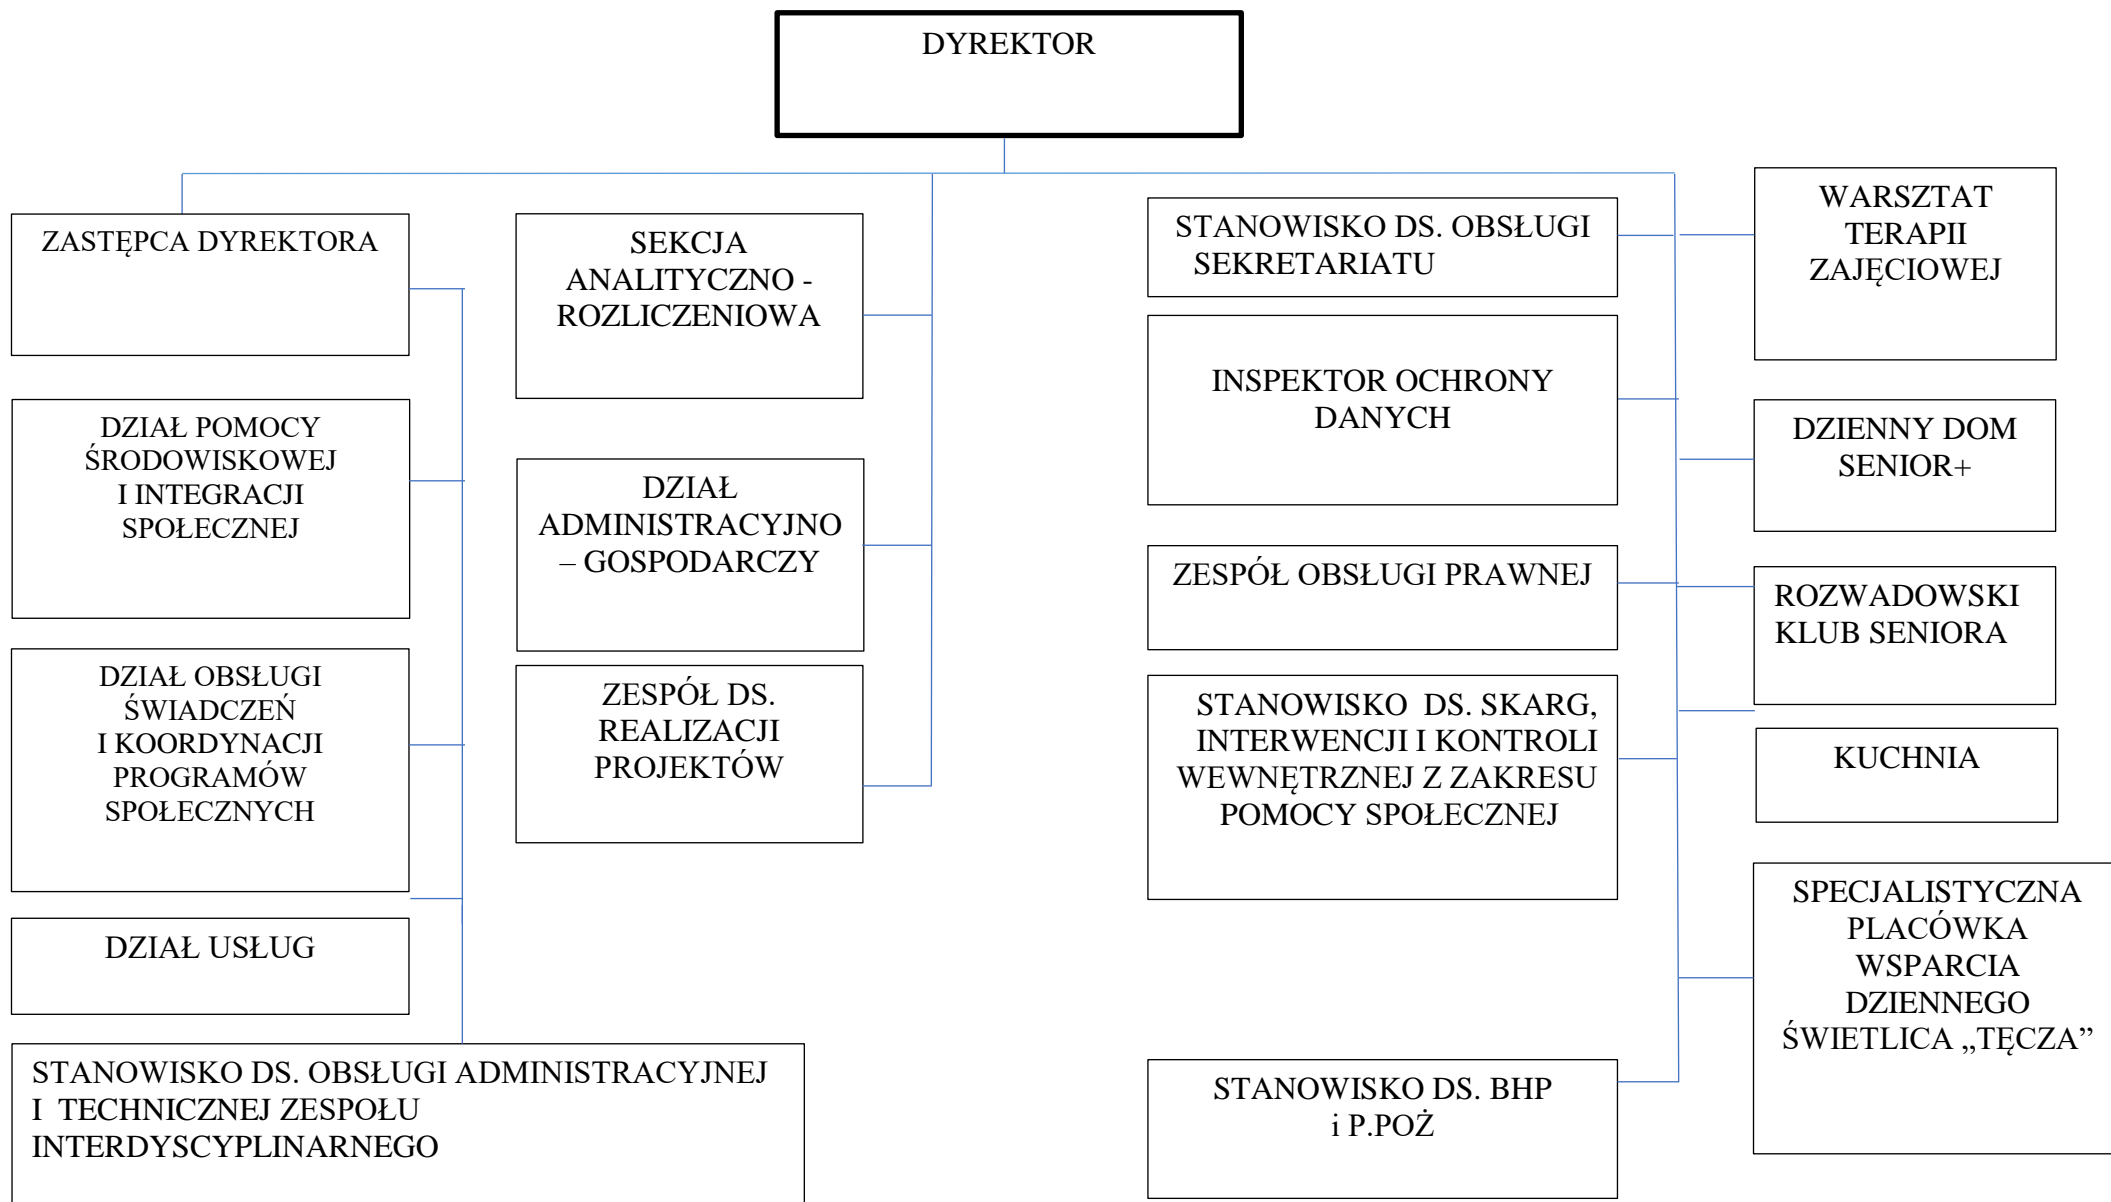 DYREKTOR
ZASTĘPCA DYREKTORA
DZIAŁ POMOCY
ŚRODOWISKOWEJ
I INTEGRACJI
SPOŁECZNEJ
DZIAŁ OBSŁUGI
ŚWIADCZEŃ
I KOORDYNACJI
PROGRAMÓW
SPOŁECZNYCH
DZIAŁ USŁUG
STANOWISKO DS. OBSŁUGI ADMINISTRACYJNEJ
I TECHNICZNEJ ZESPOŁU
INTERDYSCYPLINARNEGO
SEKCJA
ANALITYCZNO -
ROZLICZENIOWA
DZIAŁ
ADMINISTRACYJNO
– GOSPODARCZY
ZESPÓŁ DS.
REALIZACJI
PROJEKTÓW
STANOWISKO DS. OBSŁUGI
SEKRETARIATU
INSPEKTOR OCHRONY
DANYCH
ZESPÓŁ OBSŁUGI PRAWNEJ
STANOWISKO DS. SKARG,
INTERWENCJI I KONTROLI
WEWNĘTRZNEJ Z ZAKRESU
POMOCY SPOŁECZNEJ
STANOWISKO DS. BHP
i P.POŻ
WARSZTAT
TERAPII
ZAJĘCIOWEJ
DZIENNY DOM
SENIOR+
ROZWADOWSKI
KLUB SENIORA
KUCHNIA
SPECJALISTYCZNA
PLACÓWKA
WSPARCIA
DZIENNEGO
ŚWIETLICA „TĘCZA”